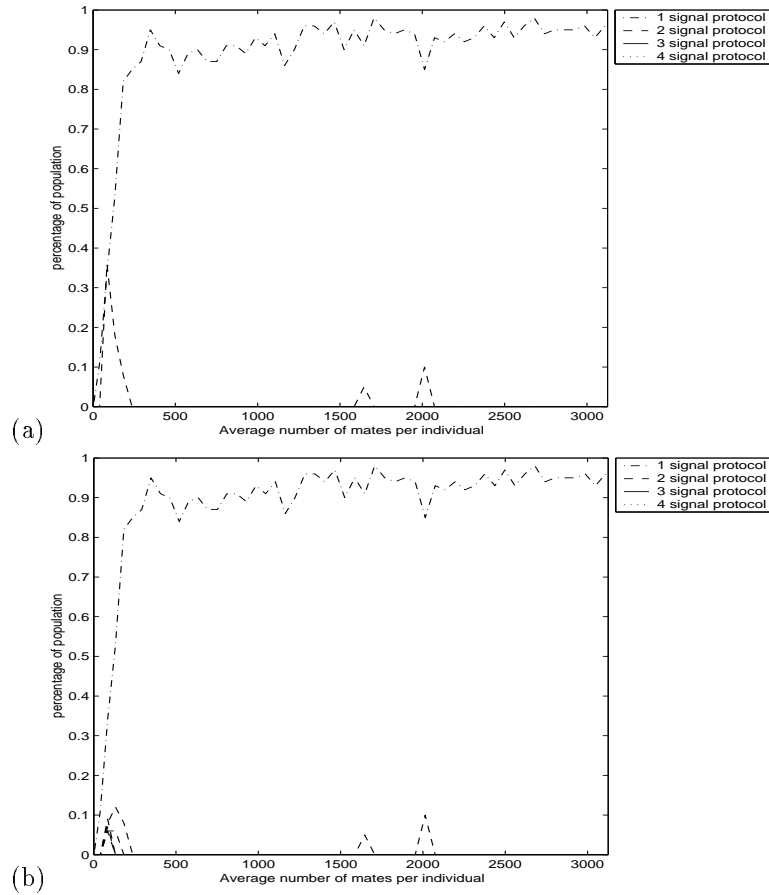 1
0.9
0.8
0.7
0.6
0.5
0.4
0.3
0.2
0.1
0
percentage of population
0 500 1000 1500 2000 2500 3000
Average number of mates per individual
1 signal protocol
2 signal protocol
3 signal protocol
4 signal protocol
(a)
1
0.9
0.8
0.7
0.6
0.5
0.4
0.3
0.2
0.1
0
percentage of population
0 500 1000 1500 2000 2500 3000
Average number of mates per individual
1 signal protocol
2 signal protocol
3 signal protocol
4 signal protocol
(b)